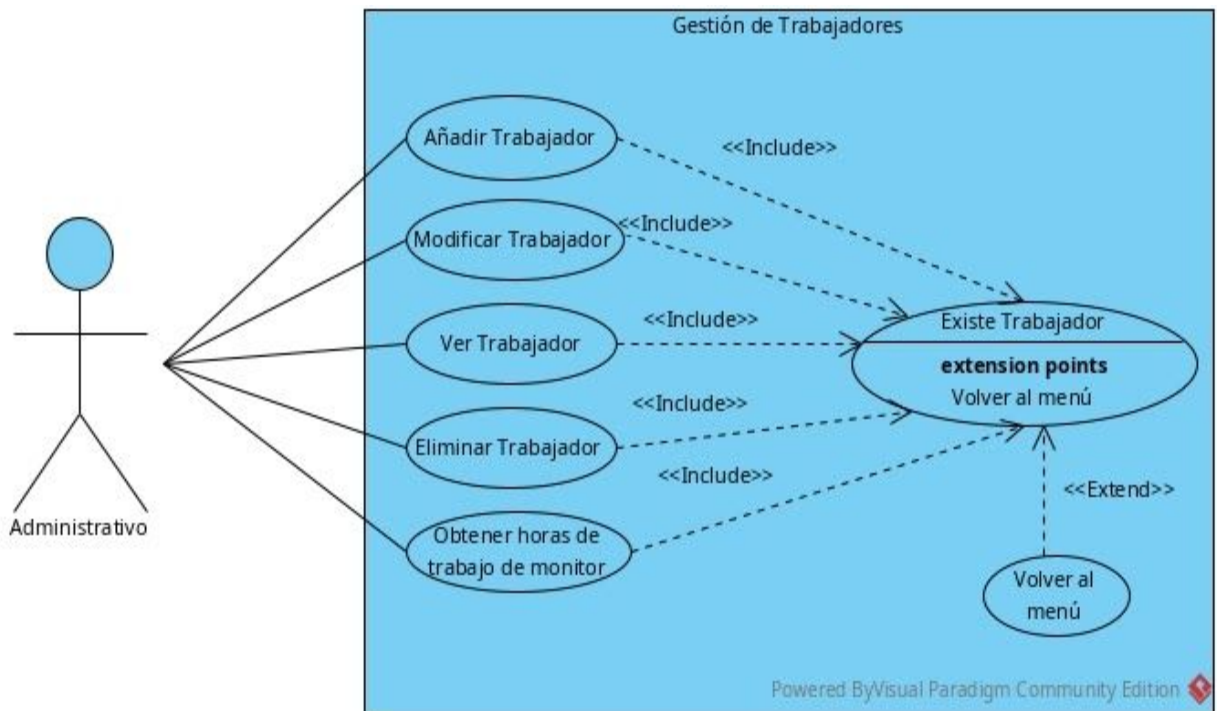 Gestión de Trabajadores
Añadir Trabajador
<<Include>>
Modificar Trabajador
<<Include>>
Ver Trabajador
<<Include>>
Existe Trabajador
extension points
Volver al menú
Eliminar Trabajador
<<Include>>
Obtener horas de
trabajo de monitor
<<Include>>
<<Extend>>
Volver al
menú
Administrativo
Powered ByVisual Paradigm Community Edition